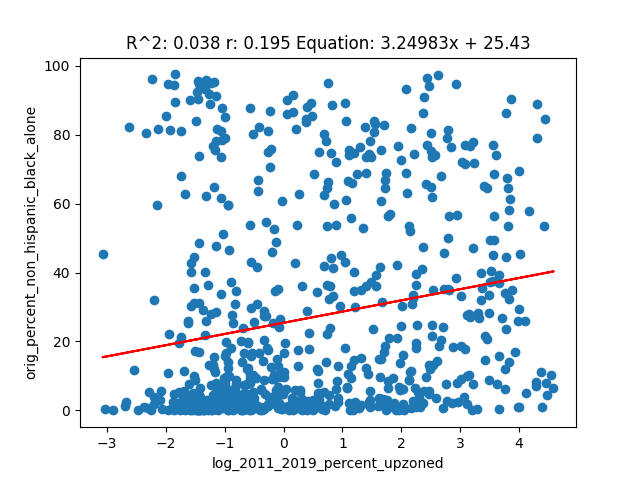 R^2: 0.038 r: 0.195 Equation: 3.24983x + 25.43
orig_percent_non_hispanic_black_alone
100
80
60
40
20
0
−3 −2 −1 0 1 2 3 4
log_2011_2019_percent_upzoned